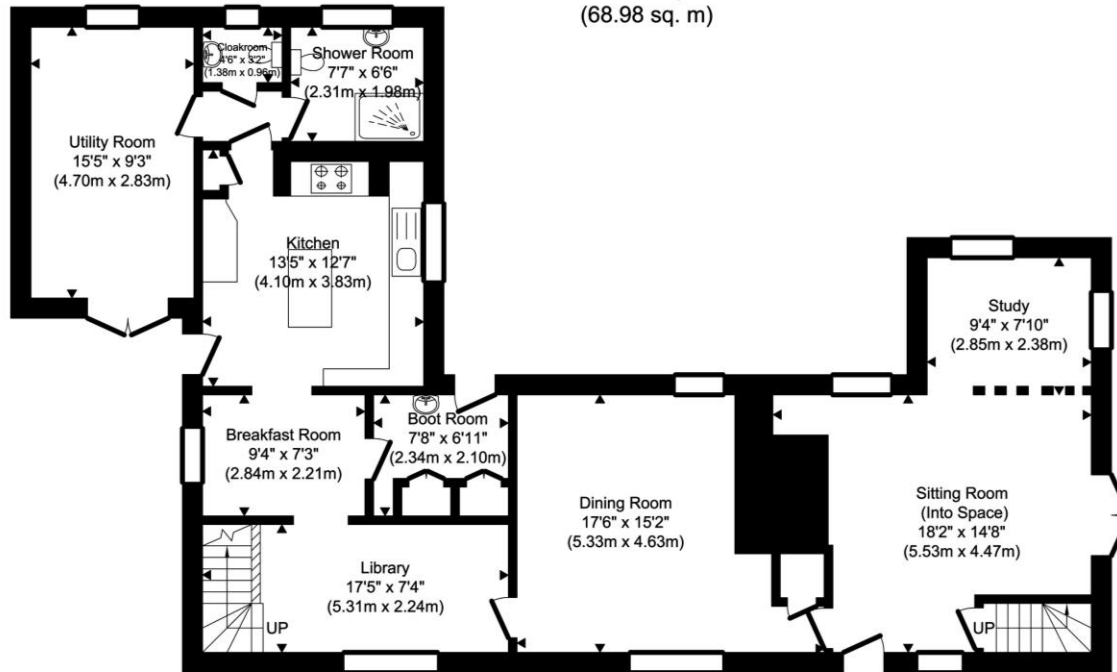 (68.98 sq. m)
Cloakroom
4'6" x 3'2"
(1.38m x 0.96m)
Shower Room
7'7" x 6'6"
(2.31m x 1.98m)
Utility Room
15'5" x 9'3"
(4.70m x 2.83m)
Kitchen
13'5" x 12'7"
(4.10m x 3.83m)
Study
9'4" x 7'10"
(2.85m x 2.38m)
Breakfast Room
9'4" x 7'3"
(2.84m x 2.21m)
Boot Room
7'8" x 6'11"
(2.34m x 2.10m)
Dining Room
17'6" x 15'2"
(5.33m x 4.63m)
Sitting Room
(Into Space)
18'2" x 14'8"
(5.53m x 4.47m)
Library
17'5" x 7'4"
(5.31m x 2.24m)
UP
UP